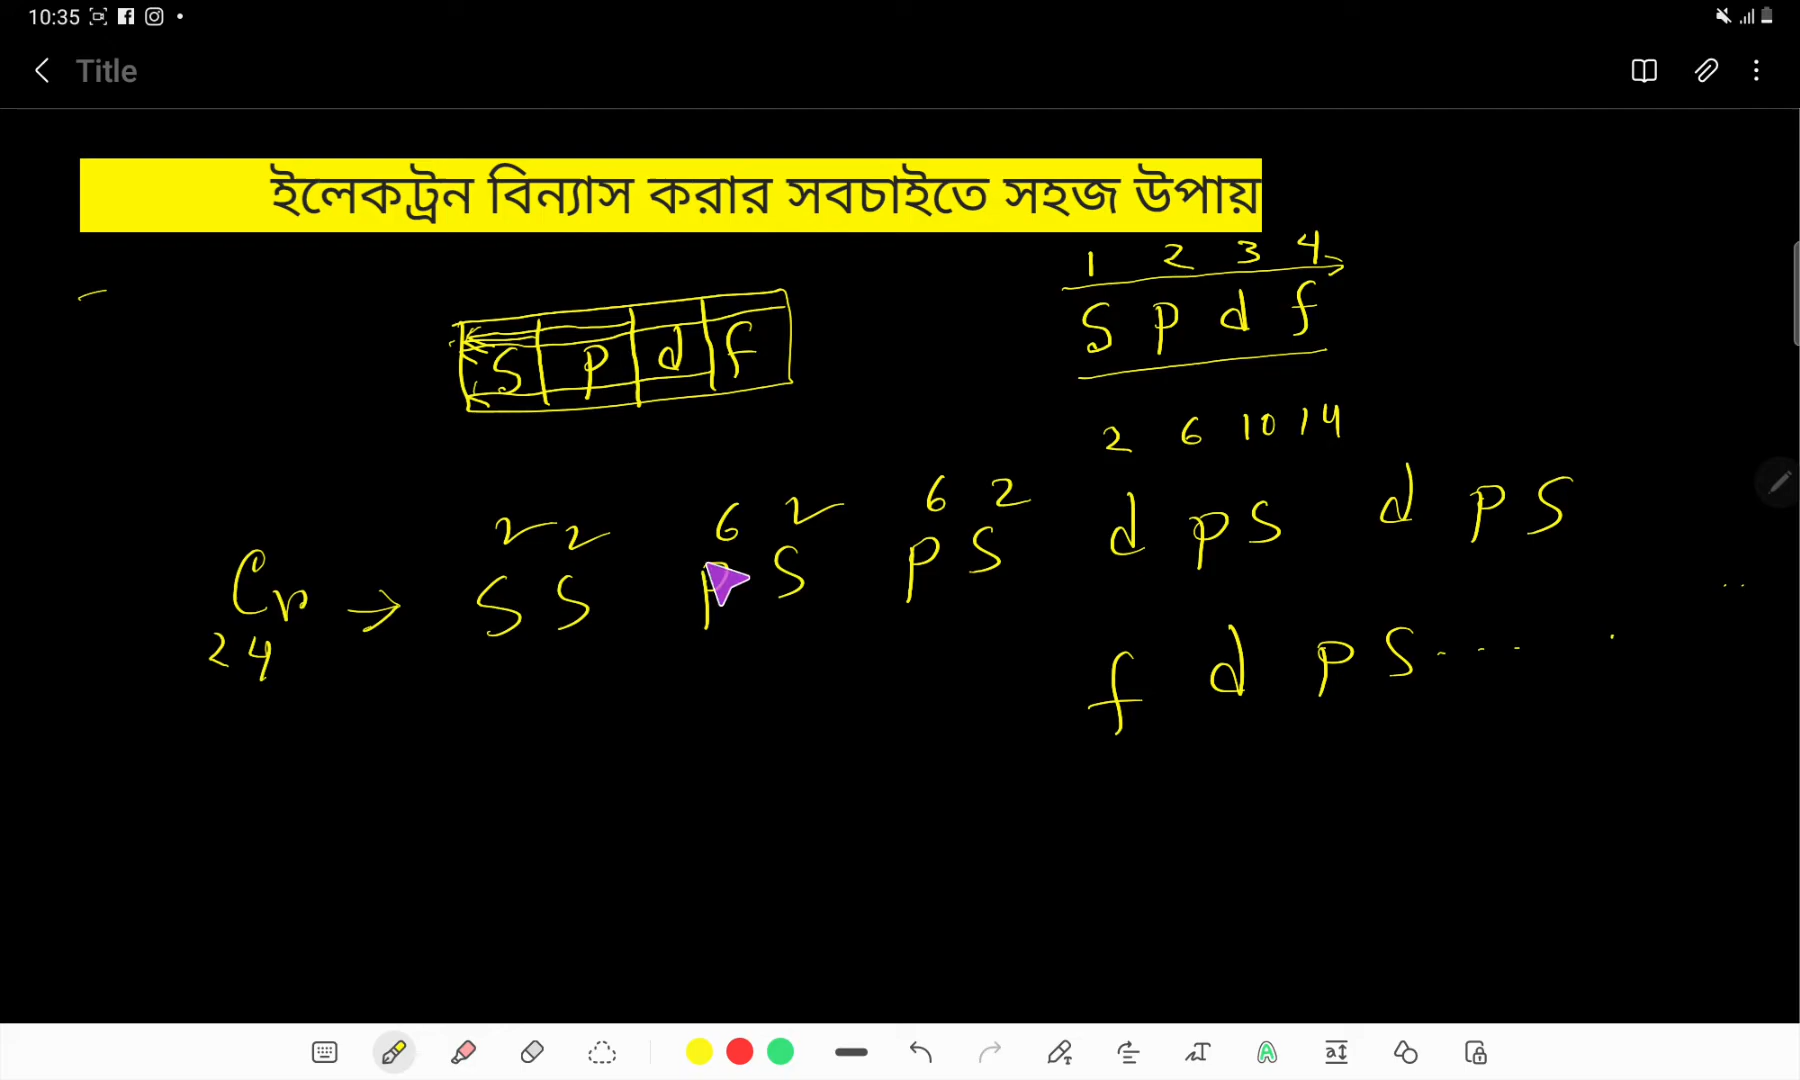 10:35
Title
ইলেকট্রন বিন্যাস করার সবচাইতে সহজ উপায়
1 2 3 4
S p d f
S p d f
2 6 10 14
2 2 6 2 6 2
Cr → S S p S p S d p S d p S
24
f d p S